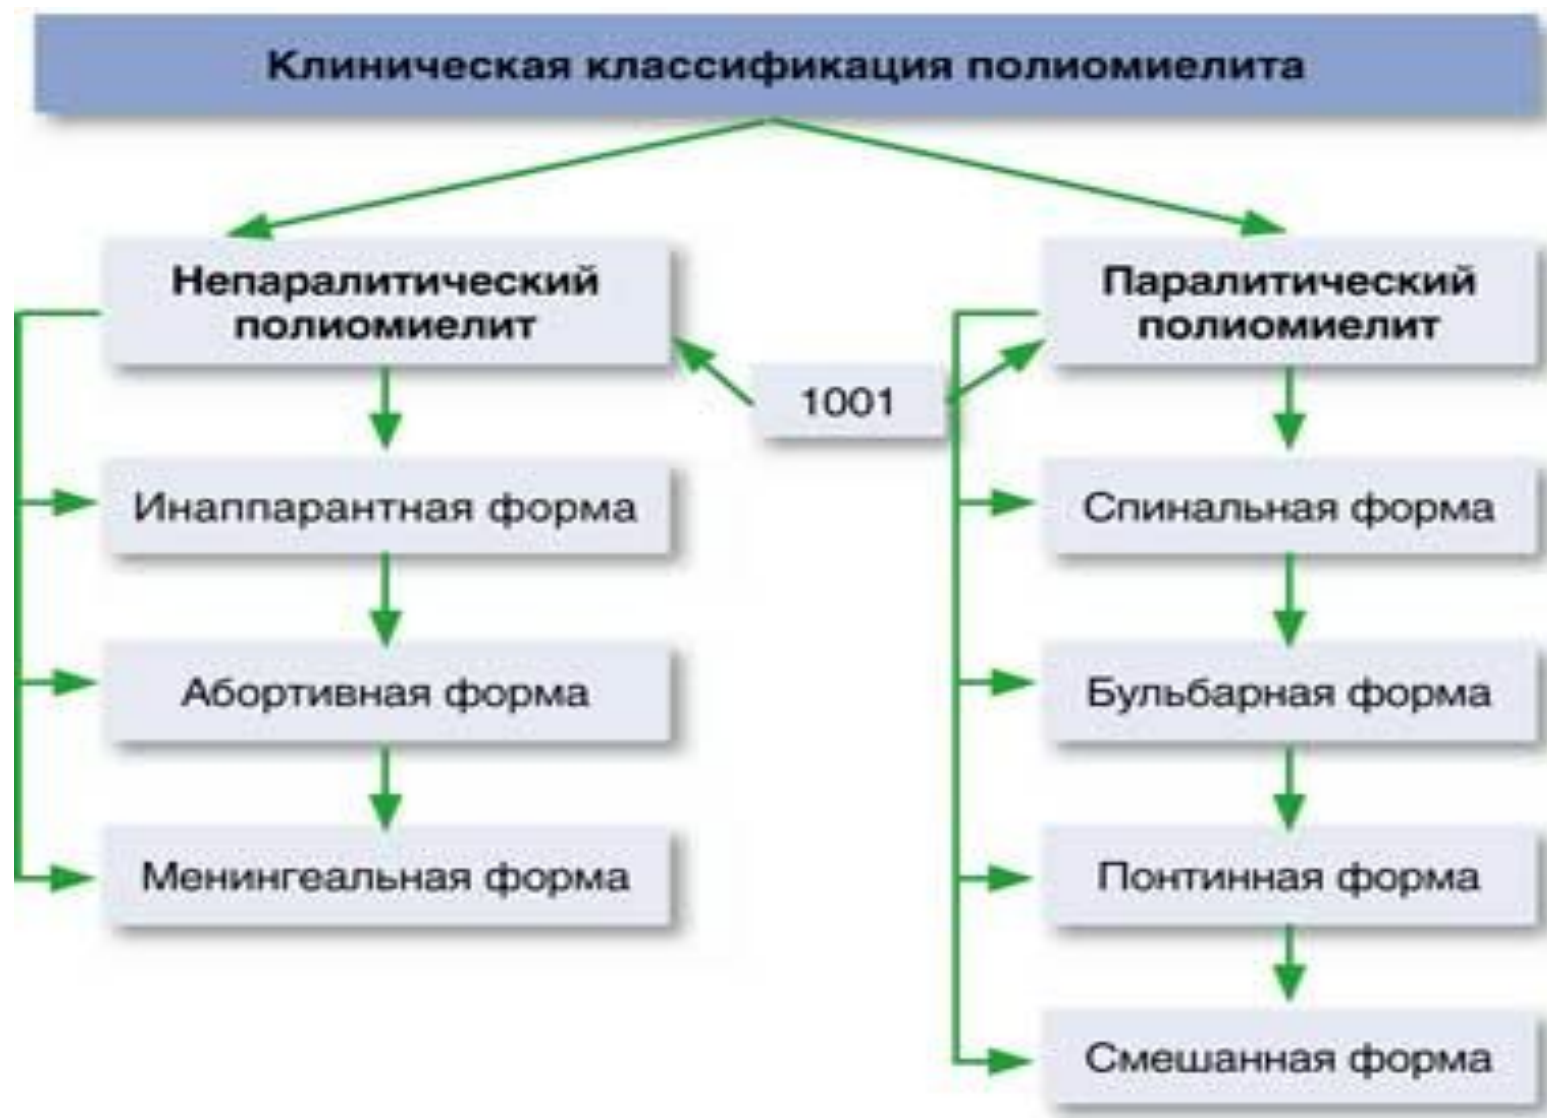 Клиническая классификация полиомиелита
Непаралитический
полиомиелит
Паралитический
полиомиелит
1001
Инаппарантная форма
Спинальная форма
Абортивная форма
Бульбарная форма
Менингеальная форма
Понтинная форма
Смешанная форма